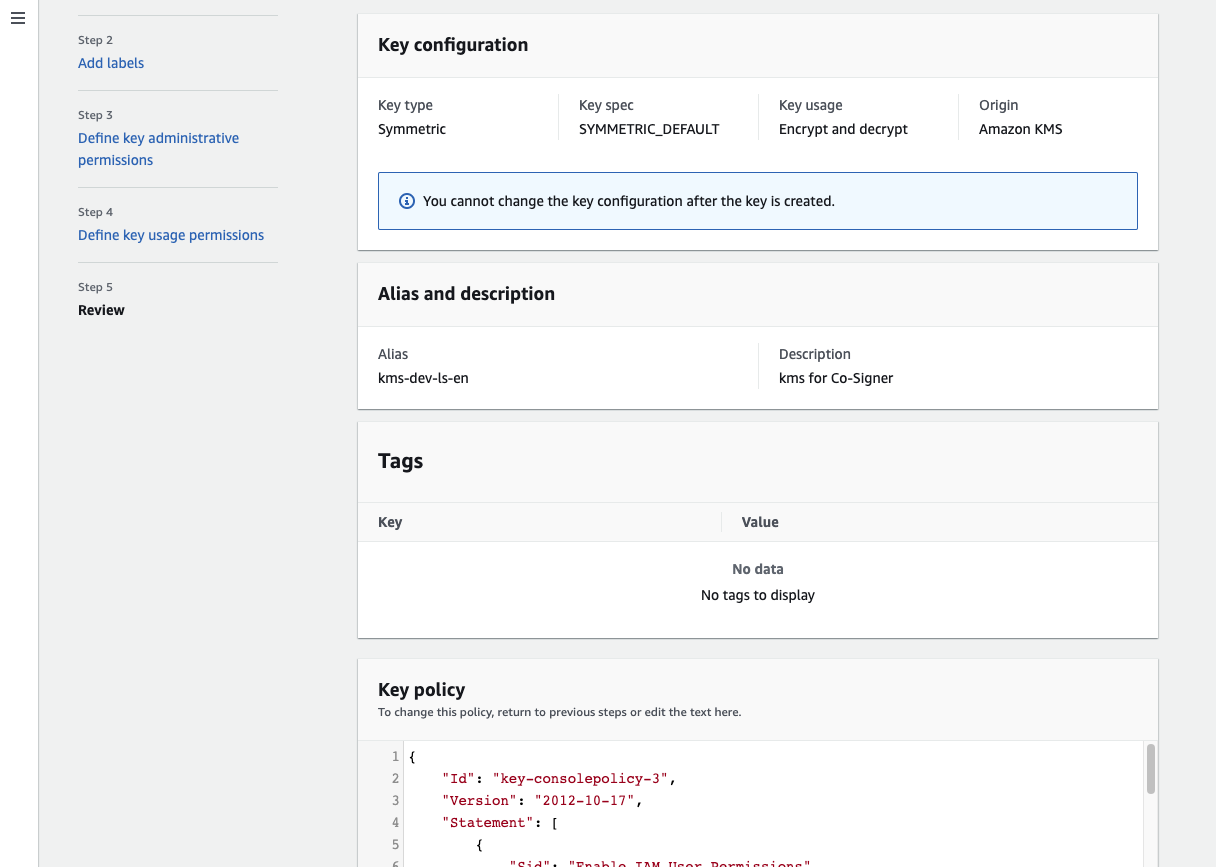 Step 2
Add labels
Step 3
Define key administrative
permissions
Step 4
Define key usage permissions
Step 5
Review
Key configuration
Key type
Symmetric
Key spec
SYMMETRIC_DEFAULT
Key usage
Encrypt and decrypt
Origin
Amazon KMS
You cannot change the key configuration after the key is created.
Alias and description
Alias
kms-dev-ls-en
Description
kms for Co-Signer
Tags
Key Value
No data
No tags to display
Key policy
To change this policy, return to previous steps or edit the text here.
1 {
2 "Id": "key-consolepolicy-3",
3 "Version": "2012-10-17",
4 "Statement": [
5 {
6 "Sid": "Enable IAM User Permissions"